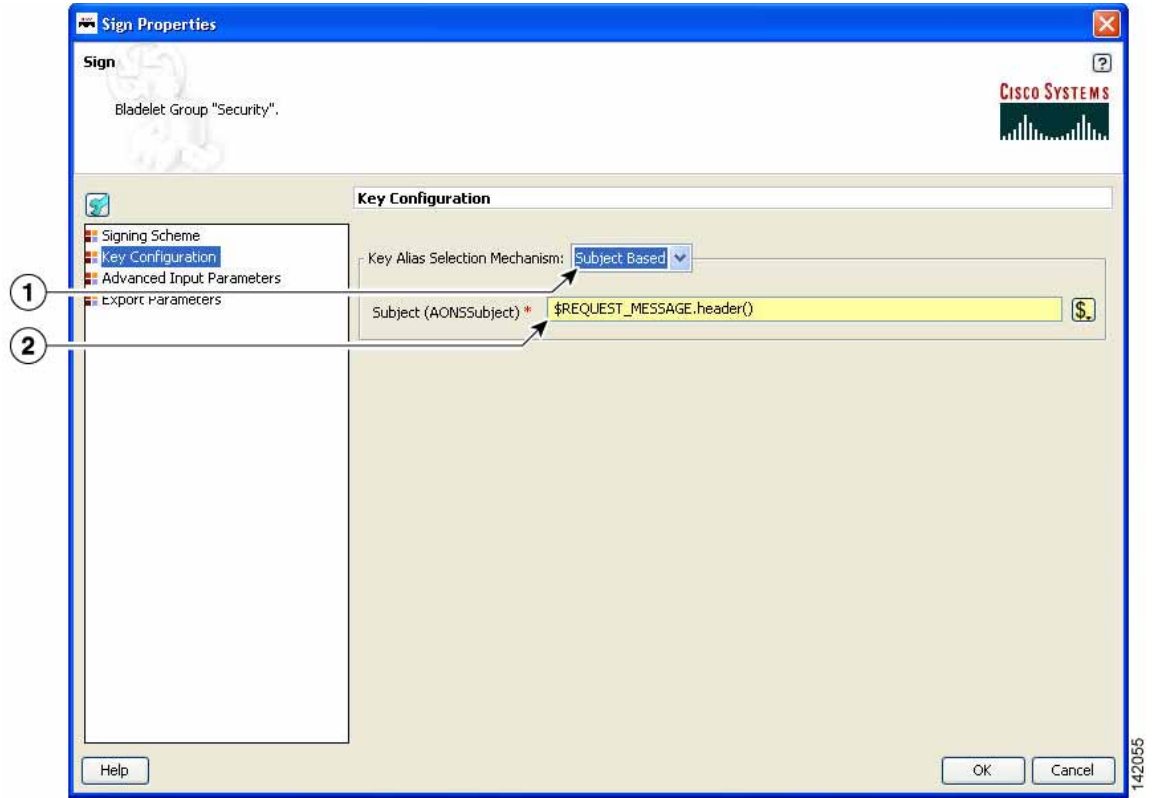 Sign Properties
Sign
Bladelet Group "Security".
CISCO SYSTEMS
Key Configuration
Signing Scheme
Key Configuration
Advanced Input Parameters
Export Parameters
Key Alias Selection Mechanism: Subject Based
Subject (AONSSubject) * $REQUEST_MESSAGE.header()
$
1
2
Help
OK
Cancel
142055